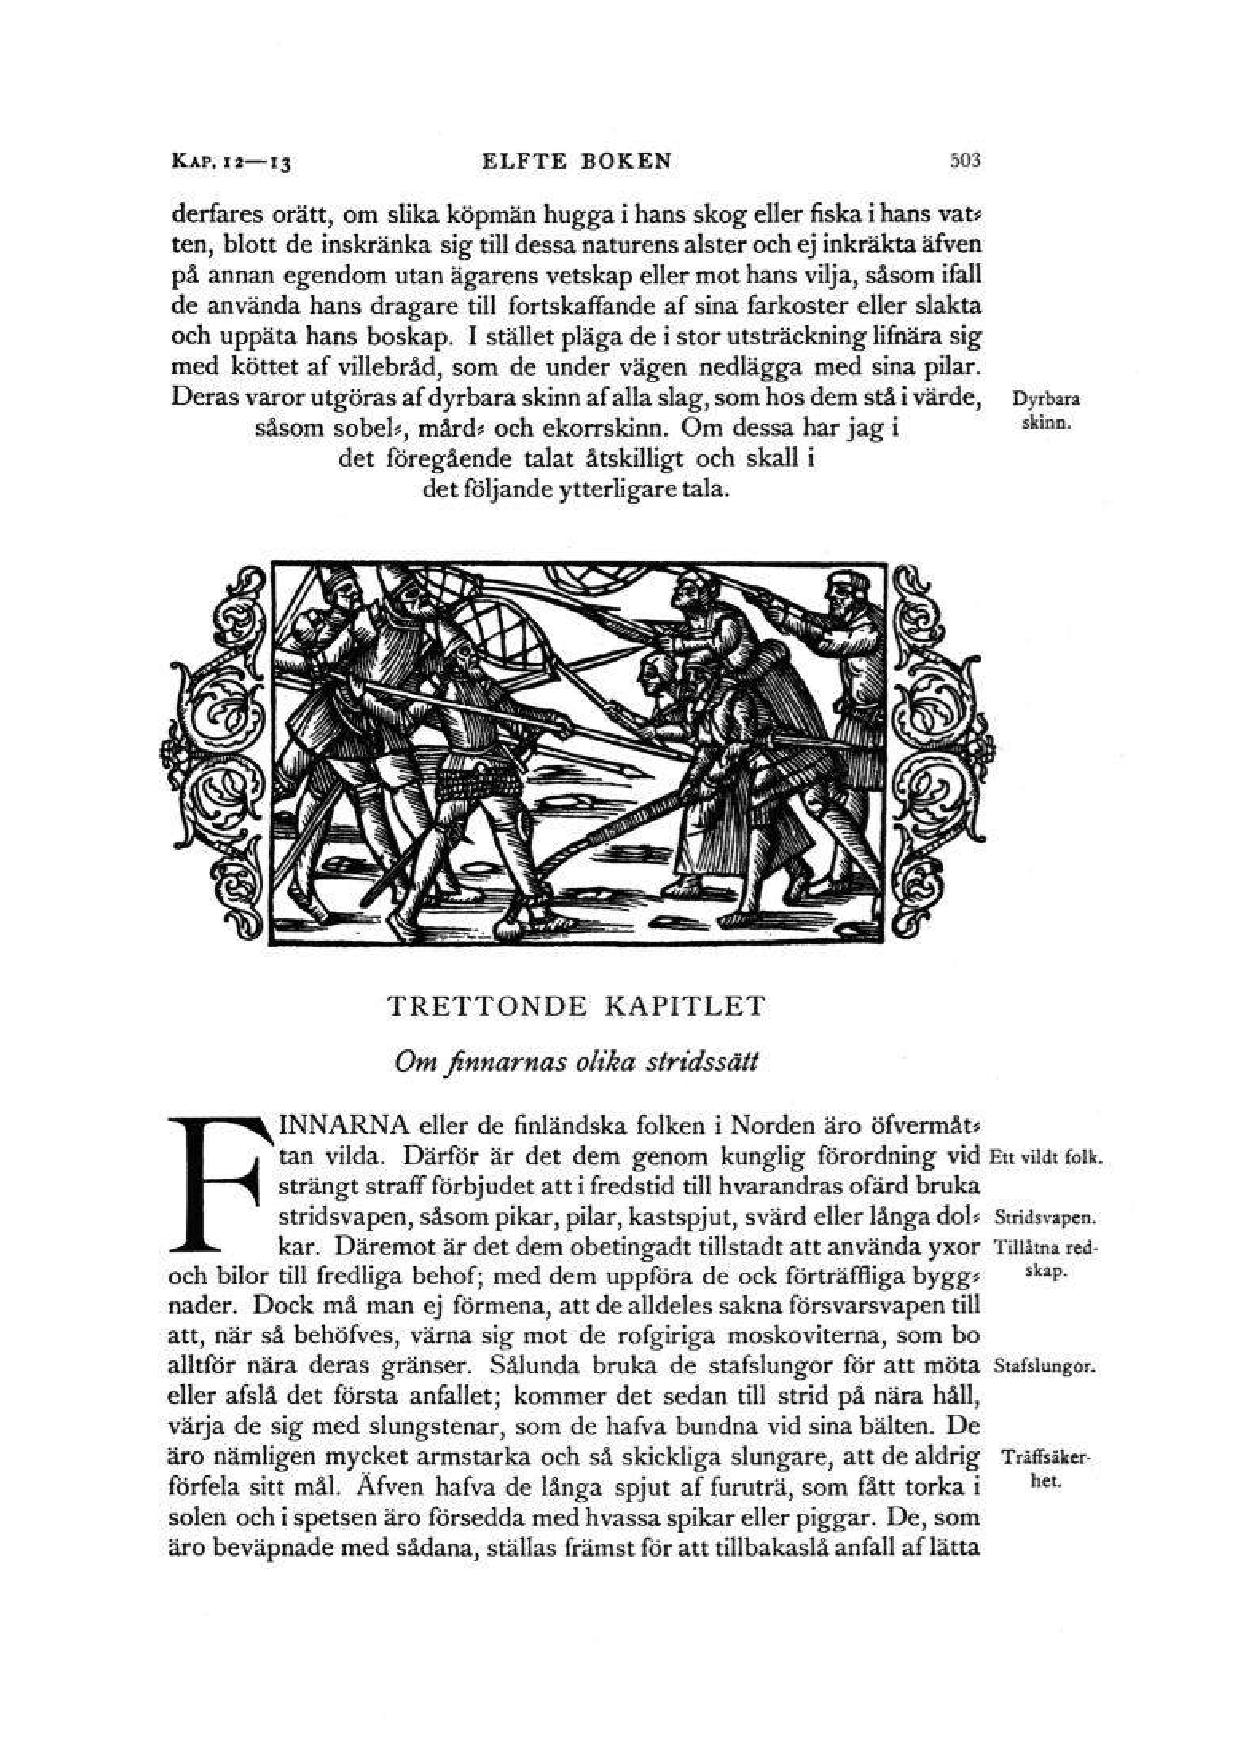 KAP. 12—13 ELFTE BOKEN 503
derfares orätt, om slika köpmän hugga i hans skog eller fiska i hans vat-
ten, blott de inskränka sig till dessa naturens alster och ej inkräkta äfven
på annan egendom utan ägarens vetskap eller mot hans vilja, såsom ifall
de använda hans dragare till fortskaffande af sina farkoster eller slakta
och uppäta hans boskap. I stället pläga de i stor utsträckning lifnära sig
med köttet af villebråd, som de under vägen nedlägga med sina pilar.
Deras varor utgöras af dyrbara skinn af alla slag, som hos dem stå i värde,
Dyrbara
skinn.
såsom sobel-, mård- och ekorrskinn. Om dessa har jag i
det föregående talat åtskilligt och skall i
det följande ytterligare tala.
TRETTONDE KAPITLET
Om finnarnas olika stridssätt
FINNARNA eller de finländska folken i Norden äro öfvermåt-
tan vilda. Därför är det dem genom kunglig förordning vid
Ett vildt folk.
strängt straff förbjudet att i fredstid till hvarandras ofärd bruka
stridsvapen, såsom pikar, pilar, kastspjut, svärd eller långa dol-
Stridsvapen.
kar. Däremot är det dem obetingadt tillstadt att använda yxor
Tillåtna red-
skap.
och bilor till fredliga behof; med dem uppföra de ock förträffliga bygg-
nader. Dock må man ej förmena, att de alldeles sakna försvarsvapen till
att, när så behöfves, värna sig mot de rofgiriga moskoviterna, som bo
alltför nära deras gränser. Sålunda bruka de stafslungor för att möta
Stafslungor.
eller afslå det första anfallet; kommer det sedan till strid på nära håll,
värja de sig med slungstenar, som de hafva bundna vid sina bälten. De
äro nämligen mycket armstarka och så skickliga slungare, att de aldrig
Träffsäker-
het.
förfela sitt mål. Äfven hafva de långa spjut af furuträ, som fått torka i
solen och i spetsen äro försedda med hvassa spikar eller piggar. De, som
äro beväpnade med sådana, ställas främst för att tillbakaslå anfall af lätta